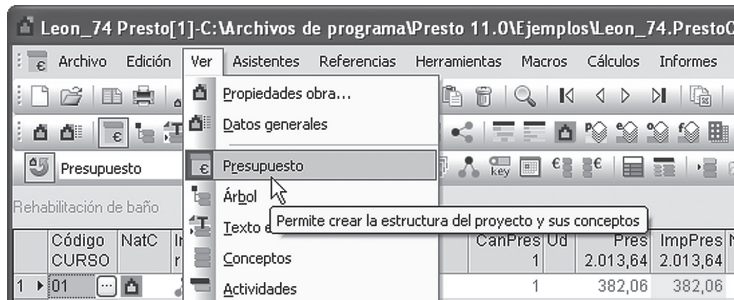 Leon_74 Presto[1]-C:\Archivos de programa\Presto 11.0\Ejemplos\Leon_74.PrestoO
Archivo Edición Ver Asistentes Referencias Herramientas Macros Cálculos Informes
Propiedades obra...
Datos generales
key
Presupuesto
Presupuesto
Árbol
Rehabilitación de baño
Permite crear la estructura del proyecto y sus conceptos
Texto e
Código NatC CanPres Ud Pres ImpPres
CURSO 1 2.013,64 2.013,64
Conceptos
1 01 1 382,06 382,06
Actividades